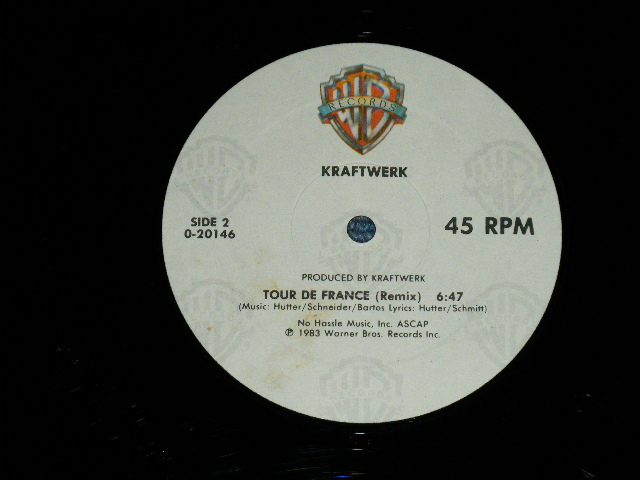 WB
RECORDS
KRAFTWERK
SIDE 2
0-20146
45 RPM
PRODUCED BY KRAFTWERK
TOUR DE FRANCE (Remix) 6:47
(Music: Hutter/Schneider/Bartos Lyrics: Hutter/Schmitt)
No Hassle Music, Inc. ASCAP
℗ 1983 Warner Bros. Records Inc.